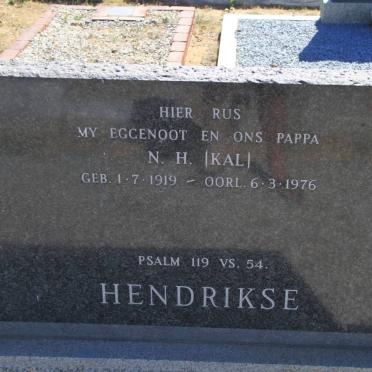 HIER RUS
MY EGGENOOT EN ONS PAPPA
N. H. |KAL|
GEB. 1·7·1919 - OORL. 6·3·1976
PSALM 119 VS. 54.
HENDRIKSE